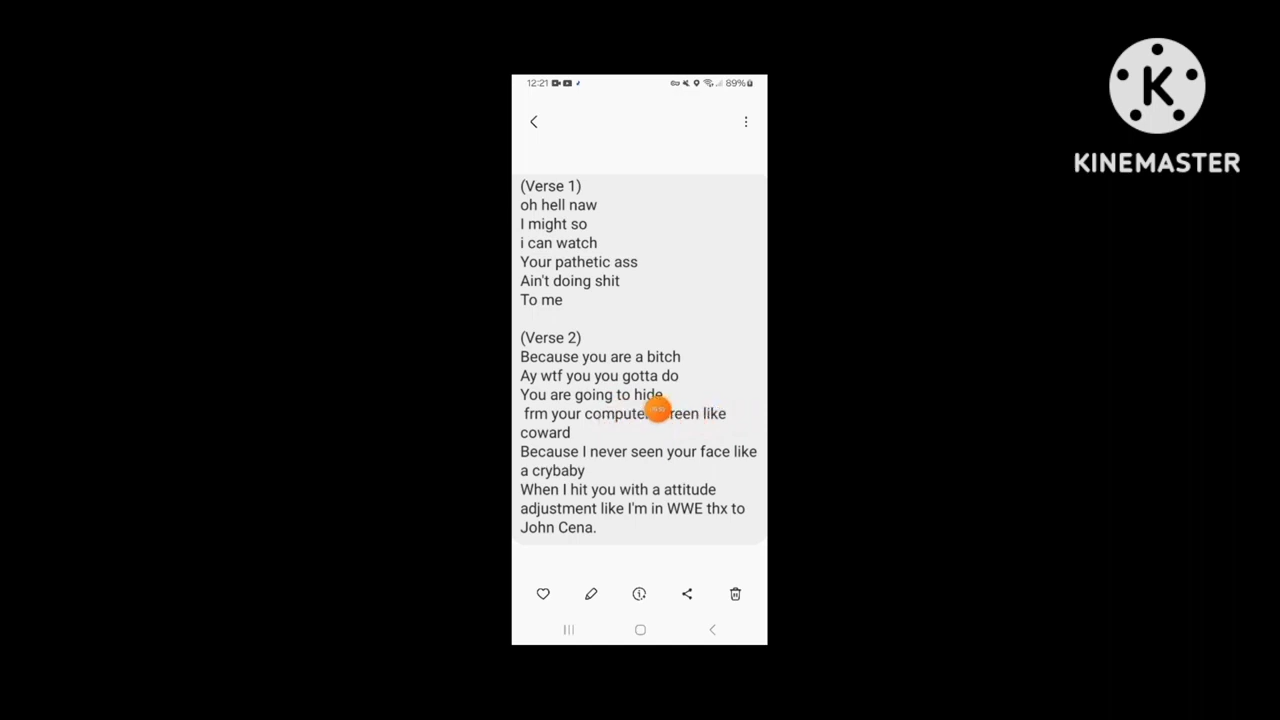 12:21
89%
KINEMASTER
(Verse 1)
oh hell naw
I might so
i can watch
Your pathetic ass
Ain't doing shit
To me
(Verse 2)
Because you are a bitch
Ay wtf you you gotta do
You are going to hide
frm your computer screen like
coward
Because I never seen your face like
a crybaby
When I hit you with a attitude
adjustment like I'm in WWE thx to
John Cena.